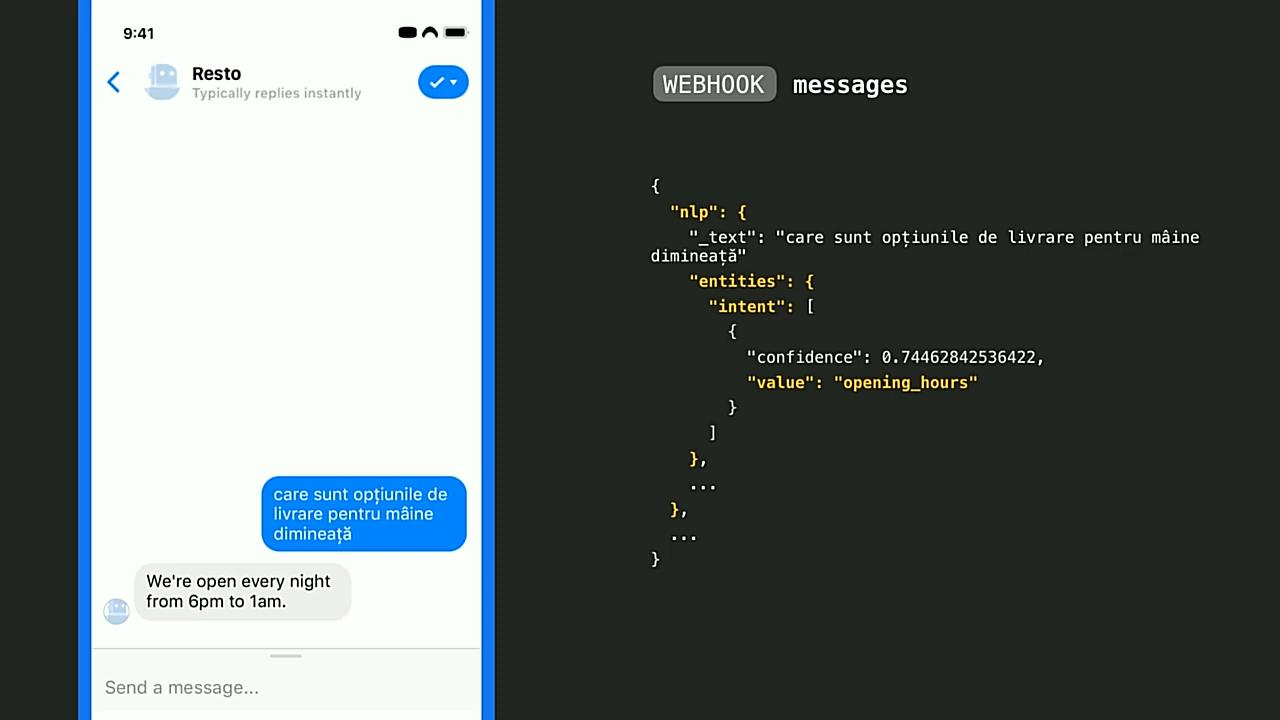 9:41
Resto
Typically replies instantly
care sunt opțiunile de
livrare pentru mâine
dimineață
We're open every night
from 6pm to 1am.
Send a message...
WEBHOOK messages
{
"nlp": {
"_text": "care sunt opțiunile de livrare pentru mâine
dimineață"
"entities": {
"intent": [
{
"confidence": 0.74462842536422,
"value": "opening_hours"
}
]
},
...
},
...
}